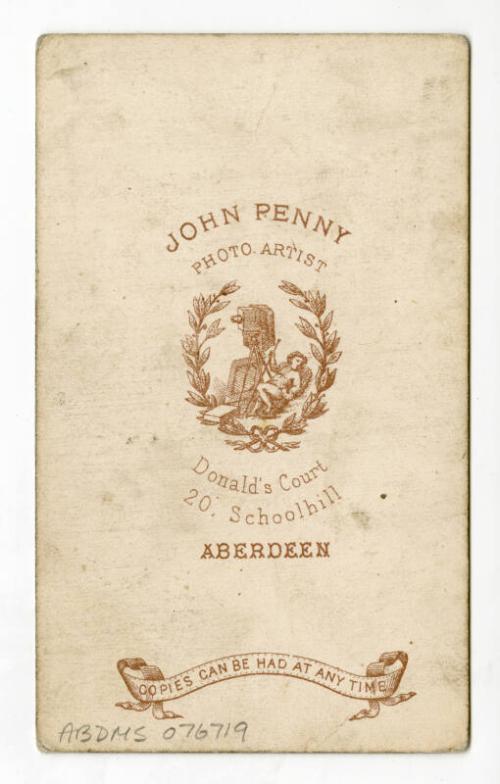 JOHN PENNY
PHOTO. ARTIST
Donald's Court
20. Schoolhill
ABERDEEN
COPIES CAN BE HAD AT ANY TIME
ABDMS 076719